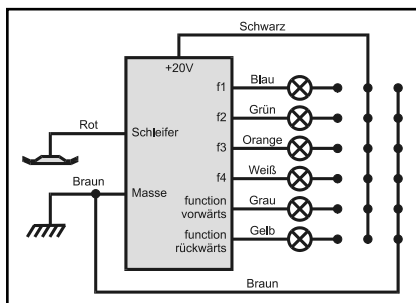 Schwarz
+20V
f1
Blau
f2
Grün
Rot
Schleifer
f3
Orange
Braun
Masse
f4
Weiß
function
vorwärts
Grau
function
rückwärts
Gelb
Braun